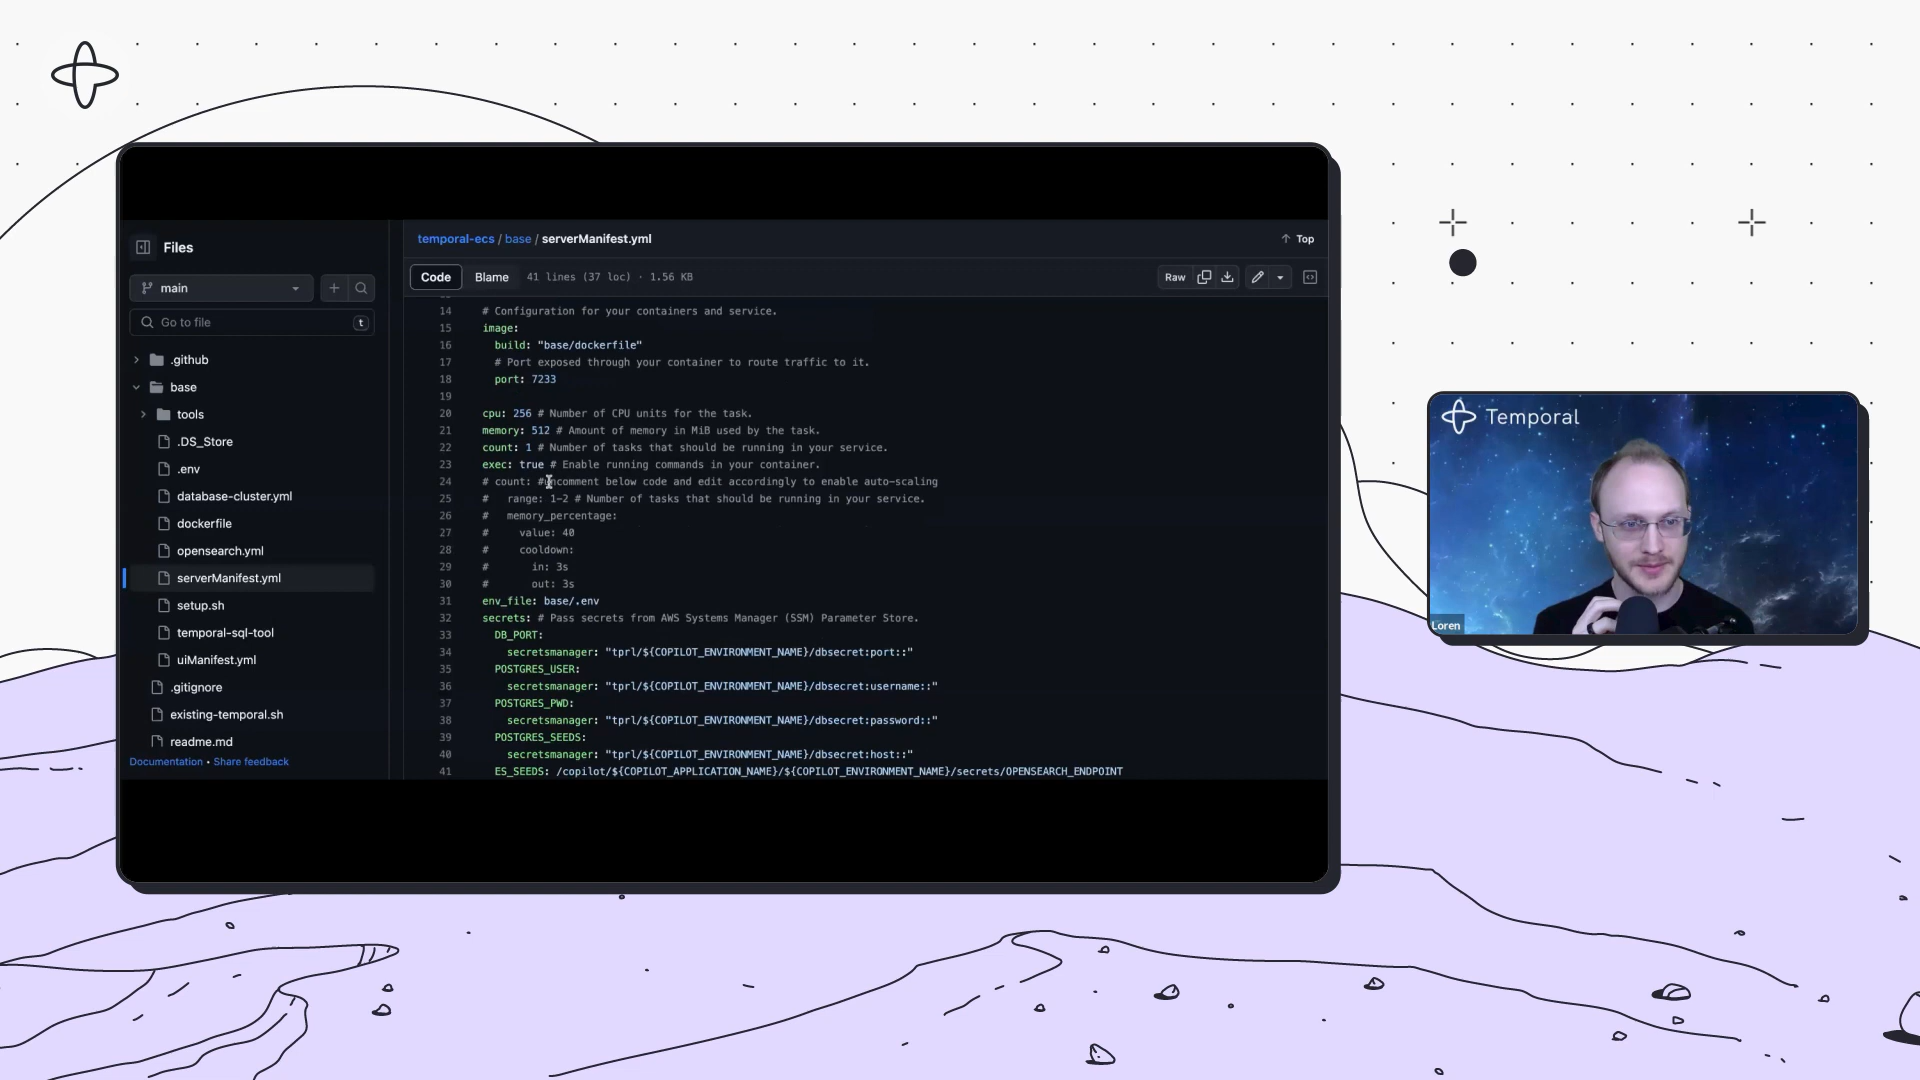 Files
main
Go to file
t
.github
base
tools
.DS_Store
.env
database-cluster.yml
dockerfile
opensearch.yml
serverManifest.yml
setup.sh
temporal-sql-tool
uiManifest.yml
.gitignore
existing-temporal.sh
readme.md
Documentation • Share feedback
temporal-ecs / base / serverManifest.yml
Top
Code Blame 41 lines (37 loc) · 1.56 KB
Raw
14 # Configuration for your containers and service.
15 image:
16 build: "base/dockerfile"
17 # Port exposed through your container to route traffic to it.
18 port: 7233
19
20 cpu: 256 # Number of CPU units for the task.
21 memory: 512 # Amount of memory in MiB used by the task.
22 count: 1 # Number of tasks that should be running in your service.
23 exec: true # Enable running commands in your container.
24 # count: #uncomment below code and edit accordingly to enable auto-scaling
25 # range: 1-2 # Number of tasks that should be running in your service.
26 # memory_percentage:
27 # value: 40
28 # cooldown:
29 # in: 3s
30 # out: 3s
31 env_file: base/.env
32 secrets: # Pass secrets from AWS Systems Manager (SSM) Parameter Store.
33 DB_PORT:
34 secretsmanager: "tprl/${COPILOT_ENVIRONMENT_NAME}/dbsecret:port::"
35 POSTGRES_USER:
36 secretsmanager: "tprl/${COPILOT_ENVIRONMENT_NAME}/dbsecret:username::"
37 POSTGRES_PWD:
38 secretsmanager: "tprl/${COPILOT_ENVIRONMENT_NAME}/dbsecret:password::"
39 POSTGRES_SEEDS:
40 secretsmanager: "tprl/${COPILOT_ENVIRONMENT_NAME}/dbsecret:host::"
41 ES_SEEDS: /copilot/${COPILOT_APPLICATION_NAME}/${COPILOT_ENVIRONMENT_NAME}/secrets/OPENSEARCH_ENDPOINT
Temporal
Loren